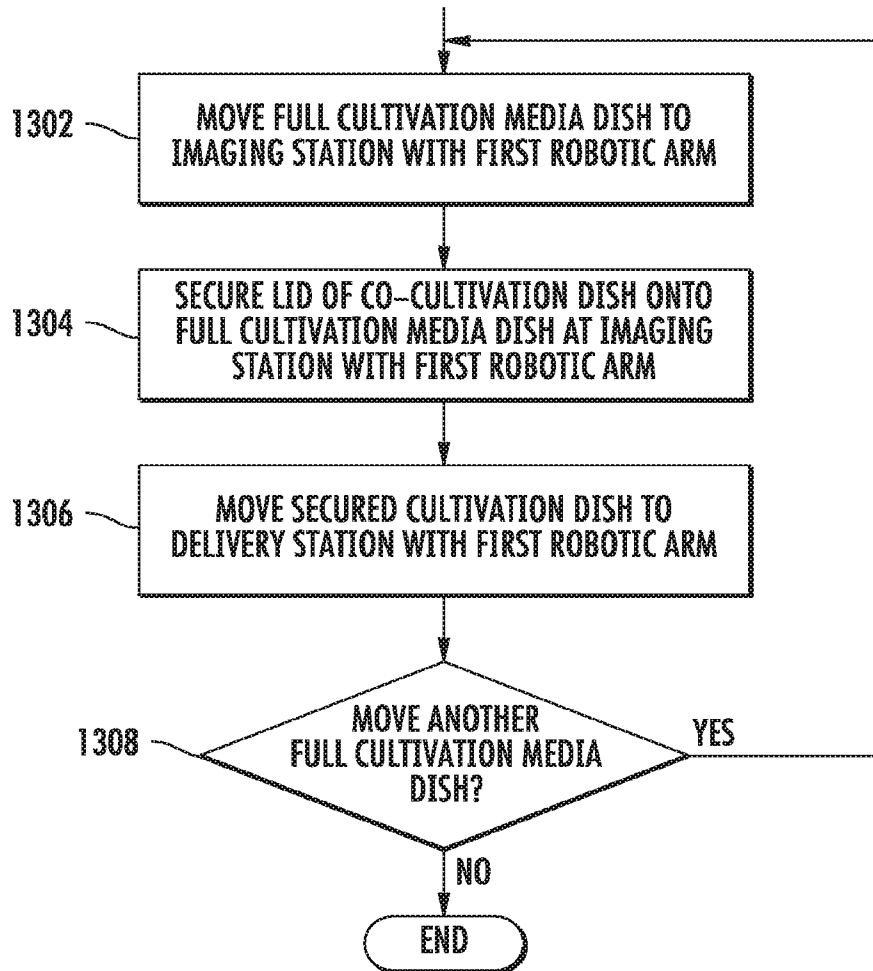 1302
MOVE FULL CULTIVATION MEDIA DISH TO
IMAGING STATION WITH FIRST ROBOTIC ARM
1304
SECURE LID OF CO-CULTIVATION DISH ONTO
FULL CULTIVATION MEDIA DISH AT IMAGING
STATION WITH FIRST ROBOTIC ARM
1306
MOVE SECURED CULTIVATION DISH TO
DELIVERY STATION WITH FIRST ROBOTIC ARM
1308
MOVE ANOTHER
FULL CULTIVATION MEDIA
DISH?
YES
NO
END